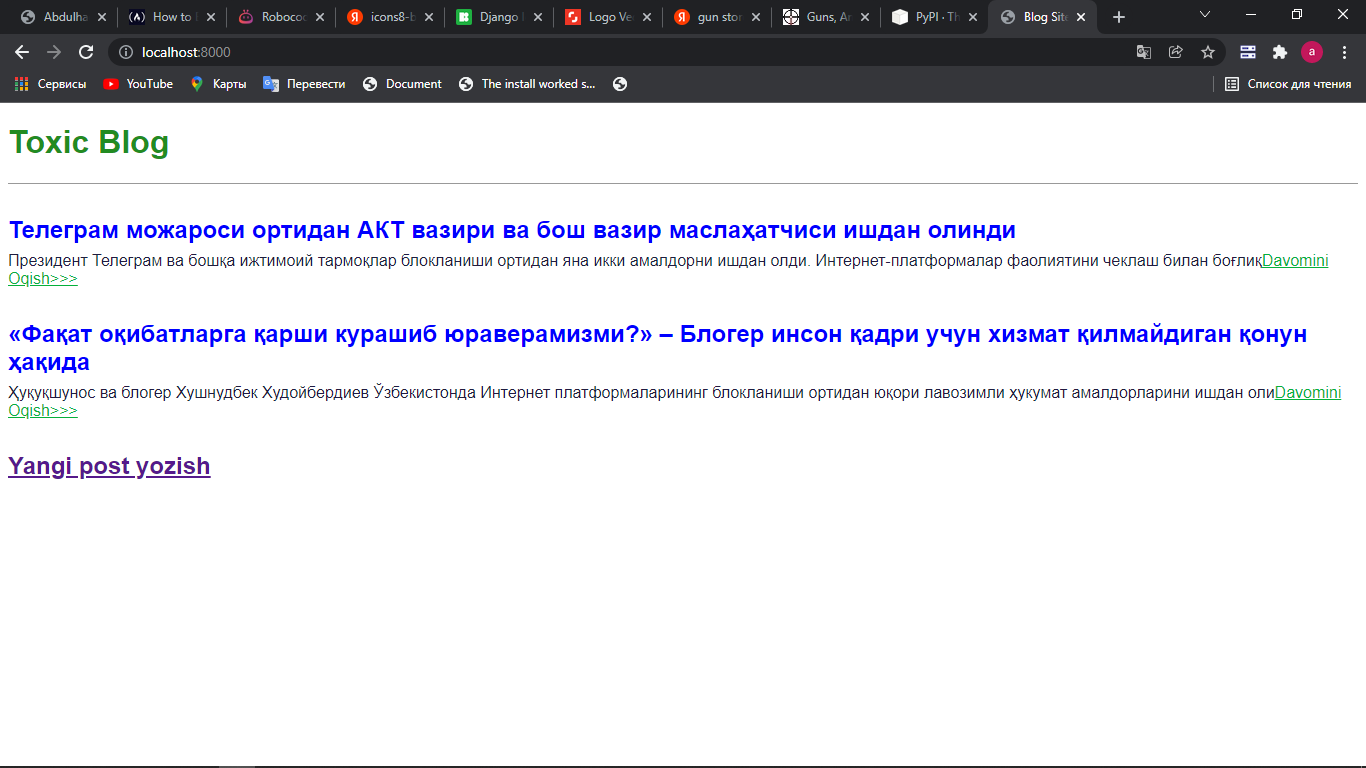 Abdulha
How to
Robococ
icons8-b
Django
Logo Ve
gun stor
Guns, Ar
PyPI · Th
Blog Site
localhost:8000
a
Сервисы
YouTube
Карты
Перевести
Document
The install worked s...
Список для чтения
Toxic Blog
Телеграм можароси ортидан АКТ вазири ва бош вазир маслаҳатчиси ишдан олинди
Президент Телеграм ва бошқа ижтимоий тармоқлар блокланиши ортидан яна икки амалдорни ишдан олди. Интернет-платформалар фаолиятини чеклаш билан боғлиқDavomini
Oqish>>>
«Фақат оқибатларга қарши курашиб юраверамизми?» – Блогер инсон қадри учун хизмат қилмайдиган қонун
ҳақида
Ҳуқуқшунос ва блогер Хушнудбек Худойбердиев Ўзбекистонда Интернет платформаларининг блокланиши ортидан юқори лавозимли ҳукумат амалдорларини ишдан олиDavomini
Oqish>>>
Yangi post yozish